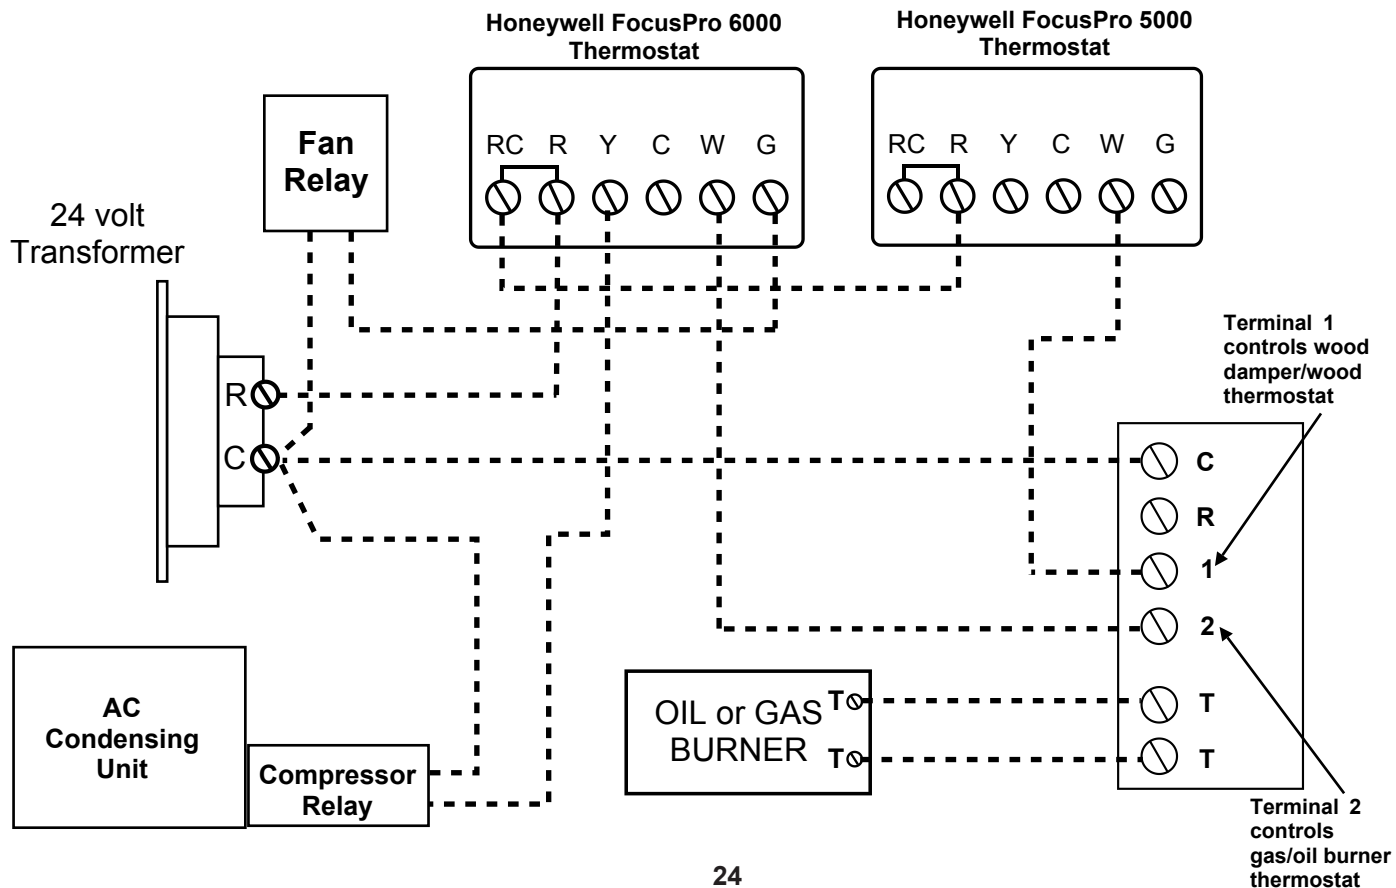 Honeywell FocusPro 6000
Thermostat
Honeywell FocusPro 5000
Thermostat
Fan
Relay
RC R Y C W G
RC R Y C W G
24 volt
Transformer
R
C
Terminal 1
controls wood
damper/wood
thermostat
C
R
1
2
T
T
OIL or GAS
BURNER
T
T
AC
Condensing
Unit
Compressor
Relay
Terminal 2
controls
gas/oil burner
thermostat
24